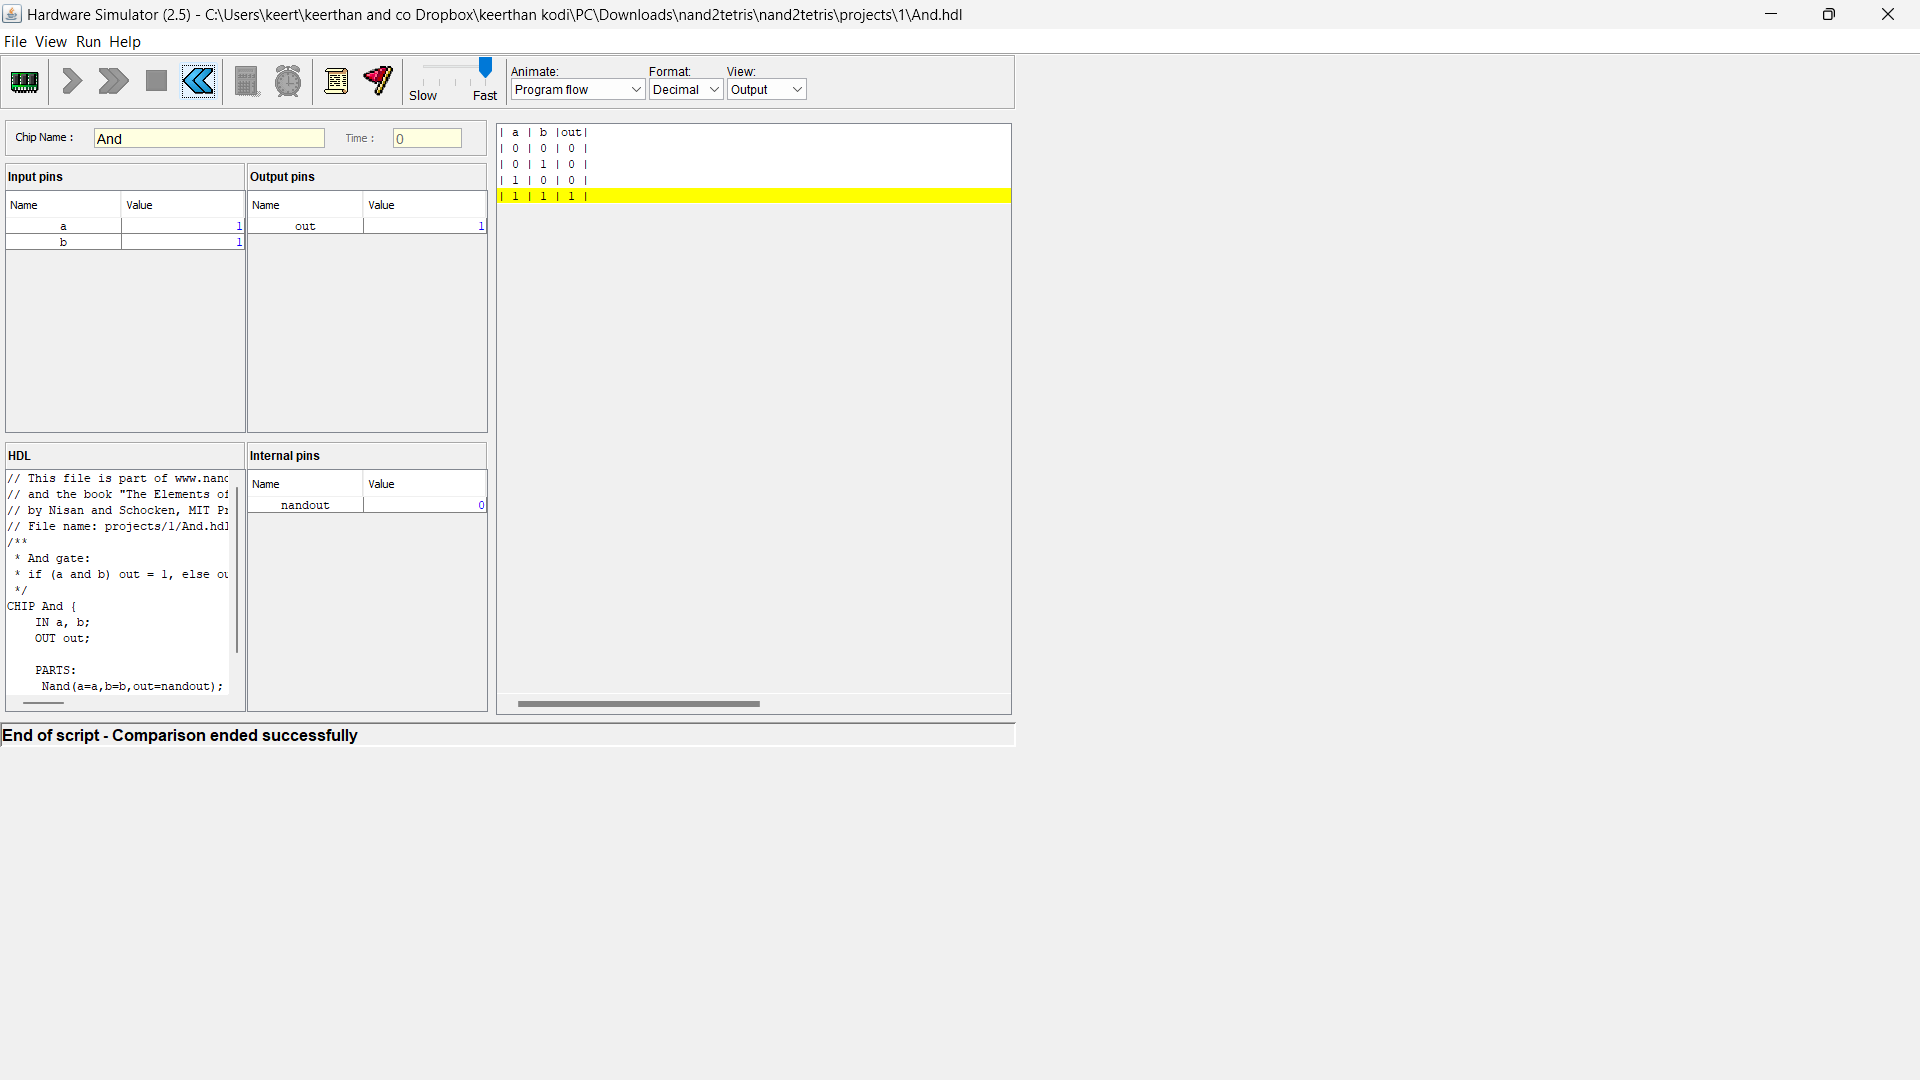 Hardware Simulator (2.5) - C:\Users\keert\keerthan and co Dropbox\keerthan kodi\PC\Downloads\nand2tetris\nand2tetris\projects\1\And.hdl
File View Run Help
Slow Fast
Animate: Format: View:
Program flow Decimal Output
Chip Name : And Time : 0
Input pins
Name Value
a 1
b 1
Output pins
Name Value
out 1
| a | b |out|
| 0 | 0 | 0 |
| 0 | 1 | 0 |
| 1 | 0 | 0 |
| 1 | 1 | 1 |
HDL
// This file is part of www.nand
// and the book "The Elements of
// by Nisan and Schocken, MIT Pr
// File name: projects/1/And.hdl
/**
* And gate:
* if (a and b) out = 1, else ou
*/
CHIP And {
IN a, b;
OUT out;
PARTS:
Nand(a=a,b=b,out=nandout);
Internal pins
Name Value
nandout 0
End of script - Comparison ended successfully